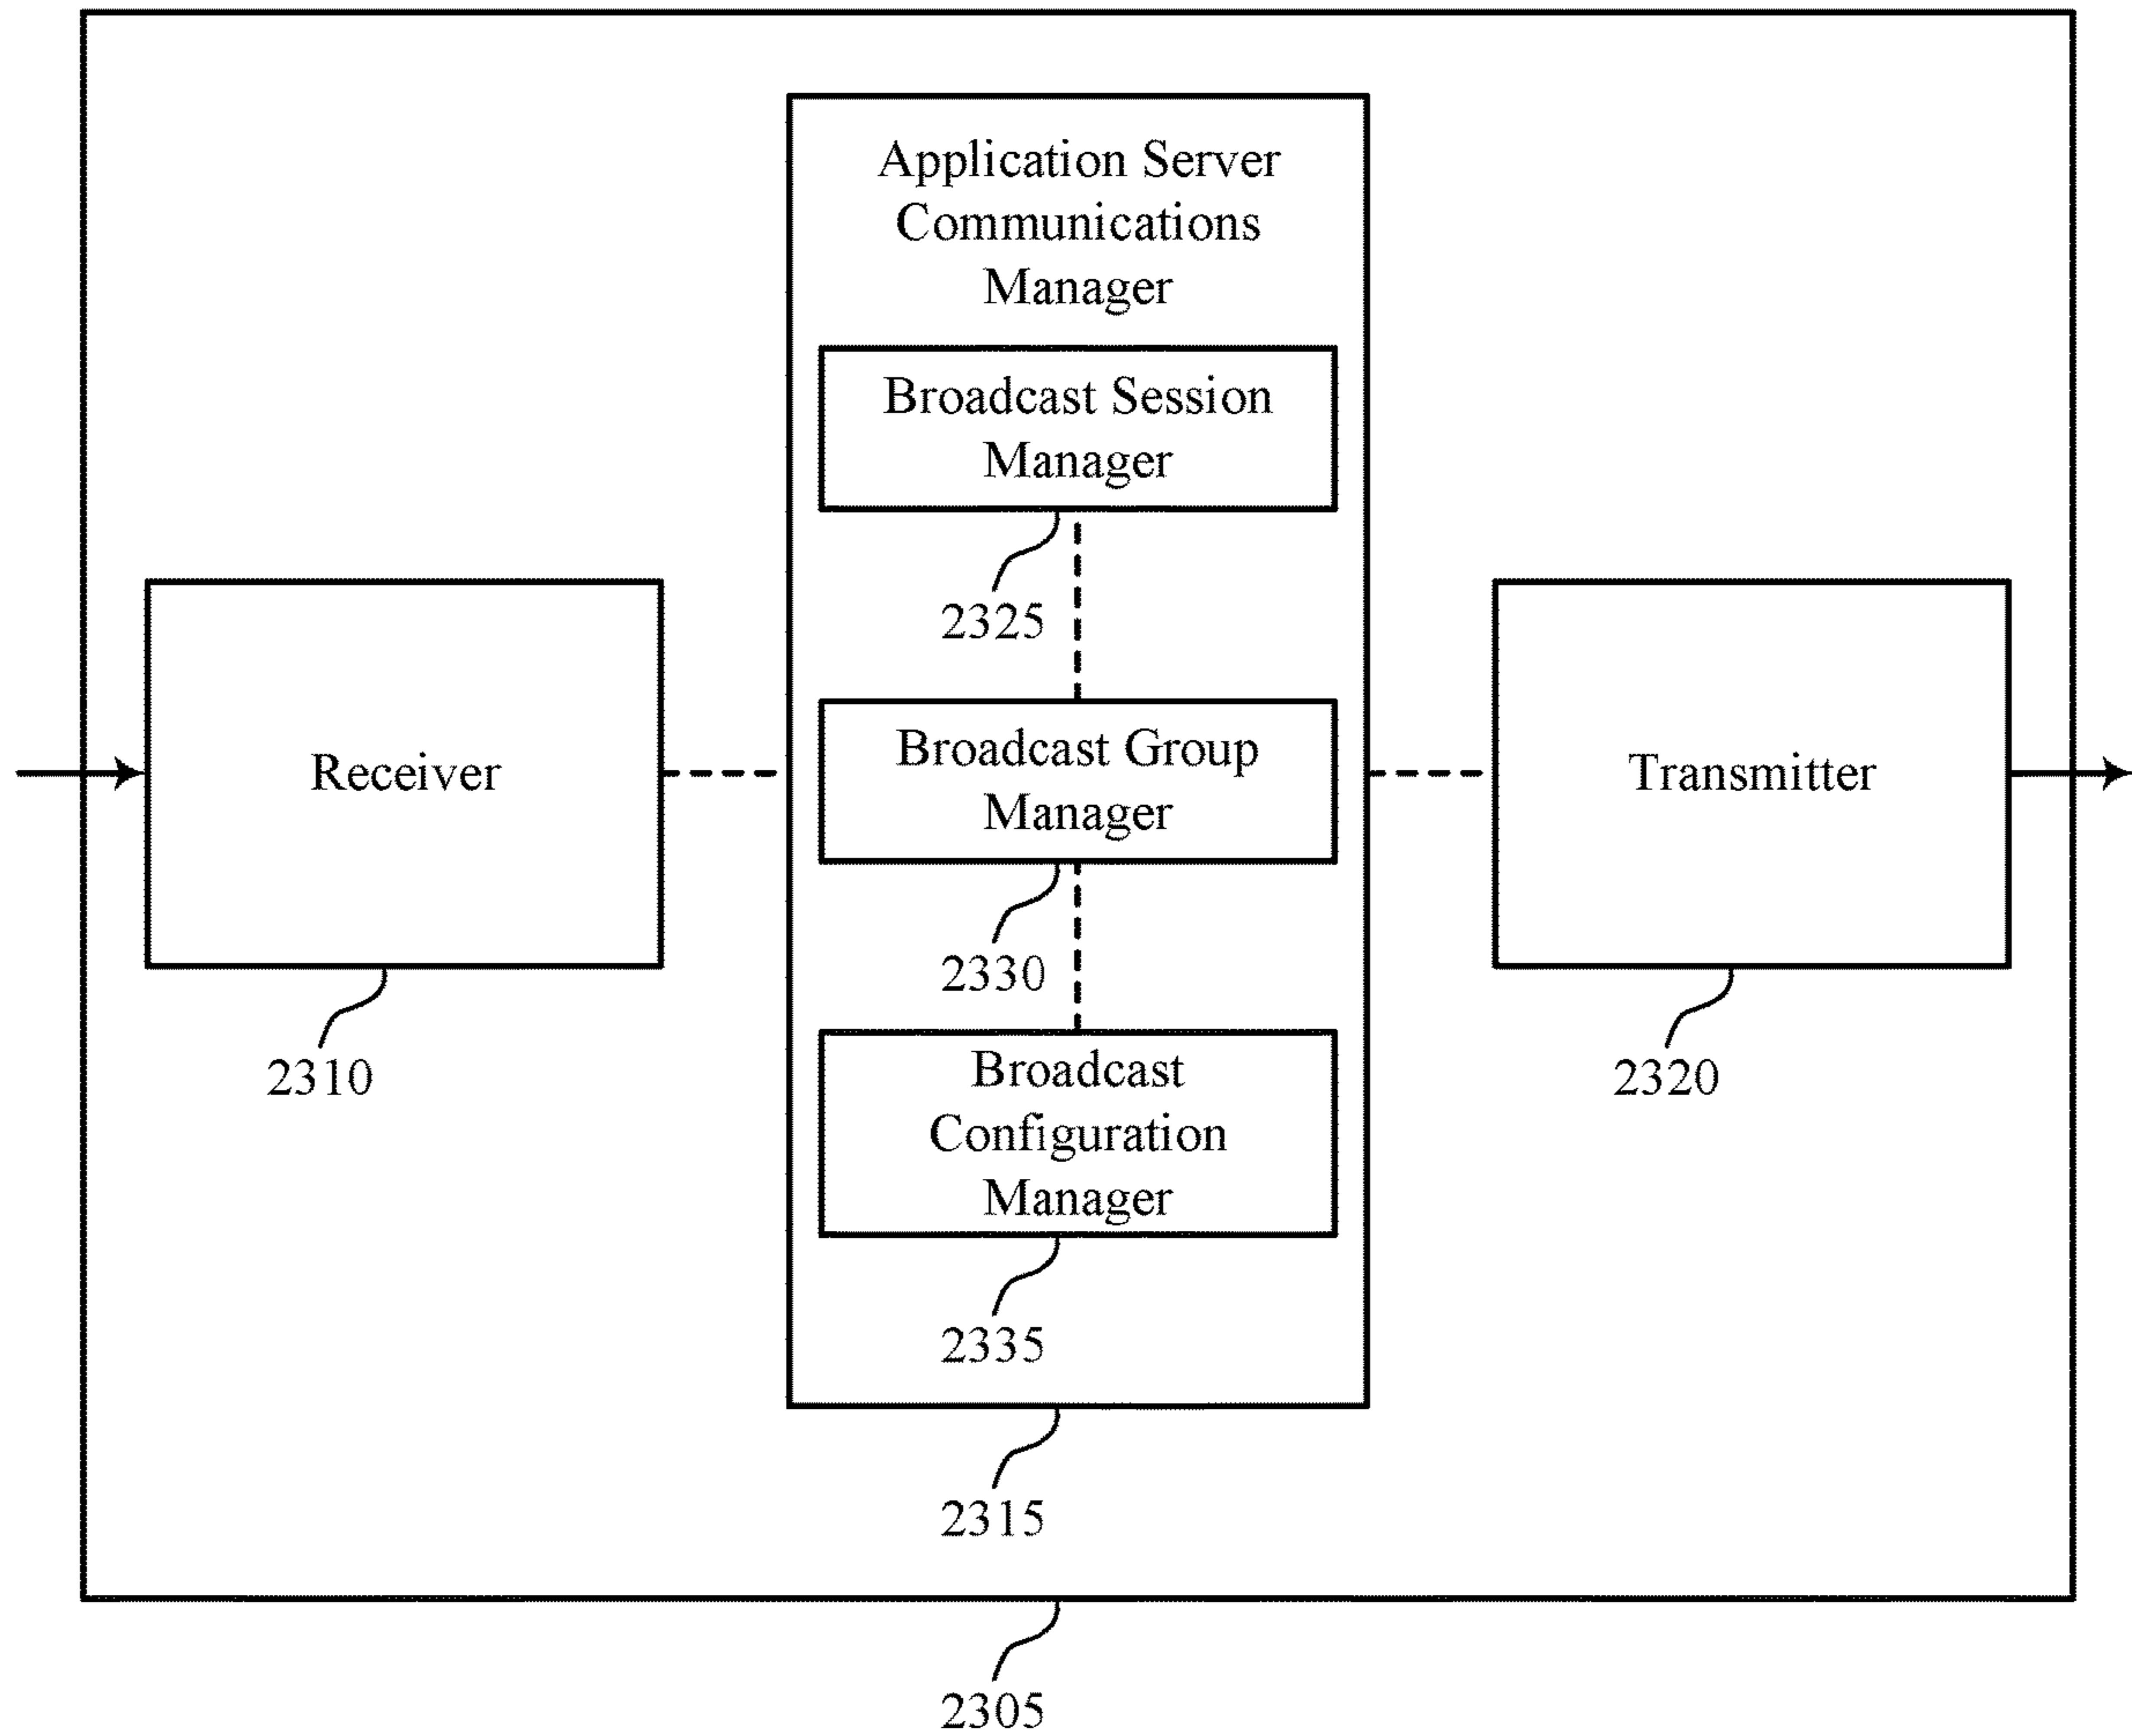 Application Server
Communications
Manager
Broadcast Session
Manager
2325
Receiver
2310
Broadcast Group
Manager
2330
Transmitter
2320
Broadcast
Configuration
Manager
2335
2315
2305